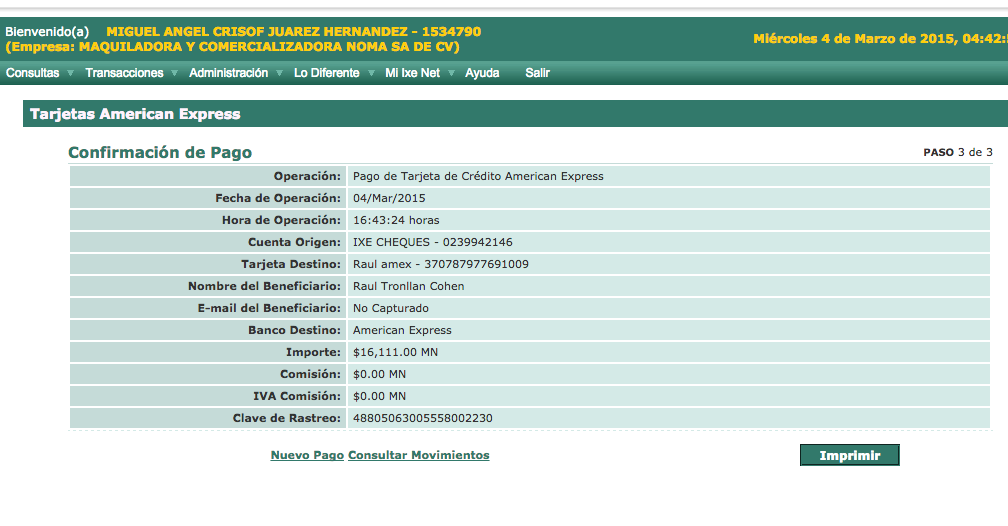 Bienvenido(a) MIGUEL ANGEL CRISOF JUAREZ HERNANDEZ - 1534790
(Empresa: MAQUILADORA Y COMERCIALIZADORA NOMA SA DE CV)
Miércoles 4 de Marzo de 2015, 04:42:
Consultas Transacciones Administración Lo Diferente Mi Ixe Net Ayuda Salir
Tarjetas American Express
Confirmación de Pago PASO 3 de 3
Operación: Pago de Tarjeta de Crédito American Express
Fecha de Operación: 04/Mar/2015
Hora de Operación: 16:43:24 horas
Cuenta Origen: IXE CHEQUES - 0239942146
Tarjeta Destino: Raul amex - 370787977691009
Nombre del Beneficiario: Raul Tronllan Cohen
E-mail del Beneficiario: No Capturado
Banco Destino: American Express
Importe: $16,111.00 MN
Comisión: $0.00 MN
IVA Comisión: $0.00 MN
Clave de Rastreo: 48805063005558002230
Nuevo Pago Consultar Movimientos Imprimir